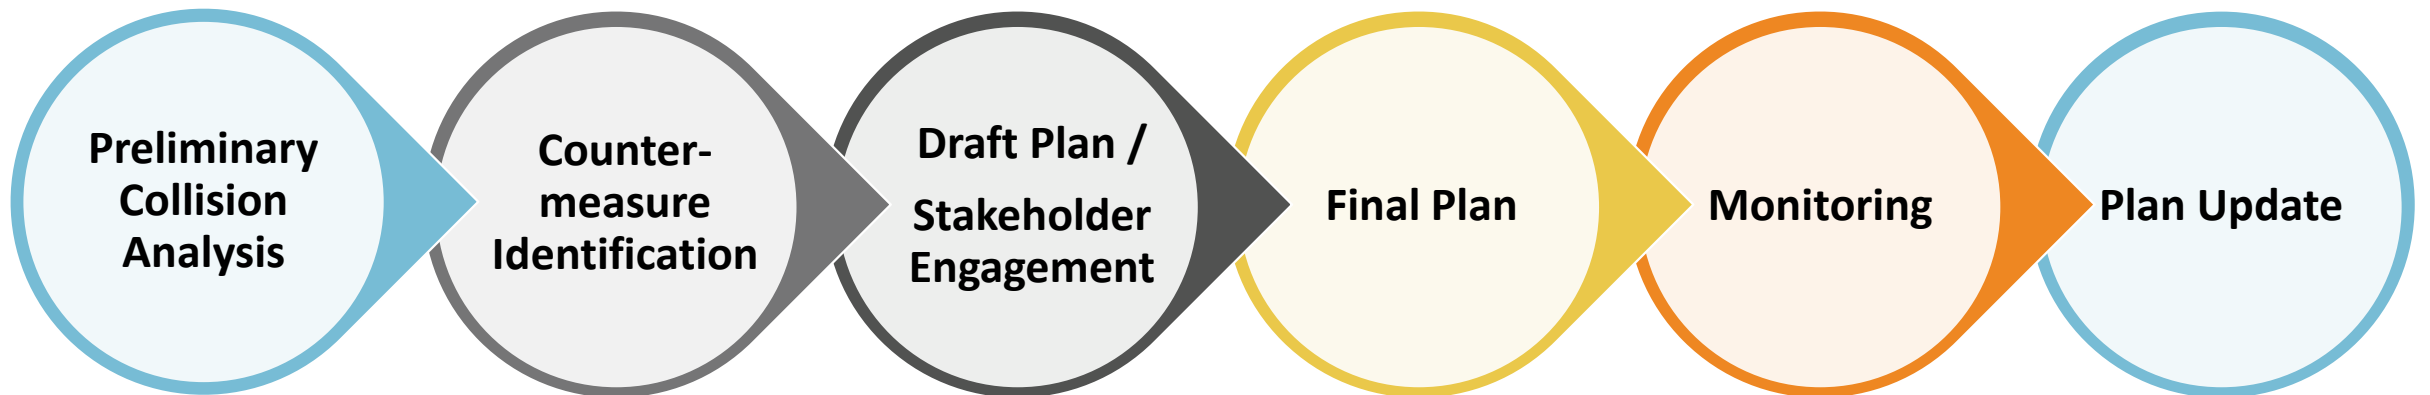 Preliminary
Collision
Analysis
Counter-
measure
Identification
Draft Plan /
Stakeholder
Engagement
Final Plan
Monitoring
Plan Update